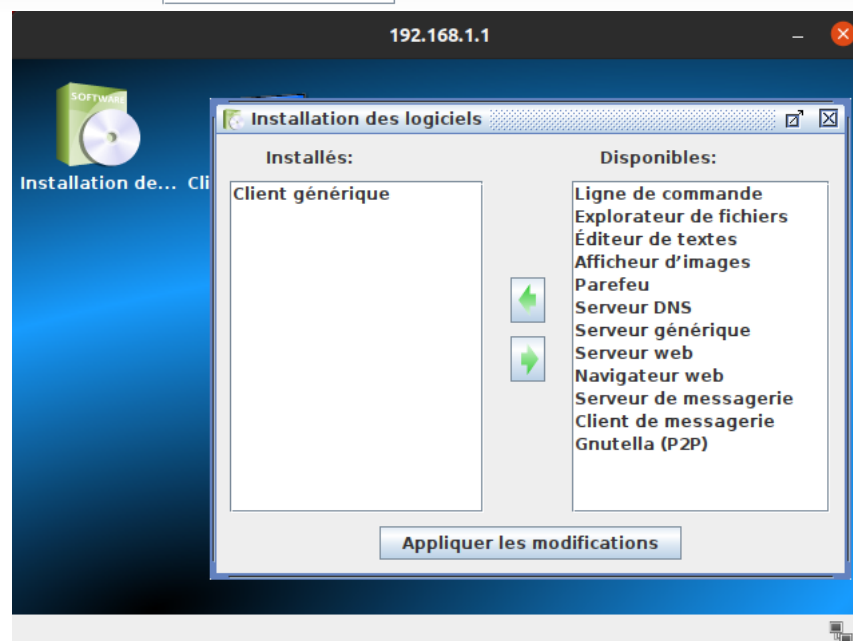 192.168.1.1
SOFTWARE
Installation de... Cli
Installation des logiciels
Installés:
Disponibles:
Client générique
Ligne de commande
Explorateur de fichiers
Éditeur de textes
Afficheur d’images
Parefeu
Serveur DNS
Serveur générique
Serveur web
Navigateur web
Serveur de messagerie
Client de messagerie
Gnutella (P2P)
Appliquer les modifications